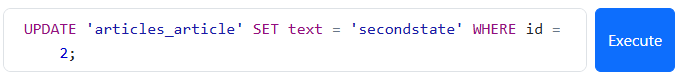 UPDATE 'articles_article' SET text = 'secondstate' WHERE id =
2;
Execute